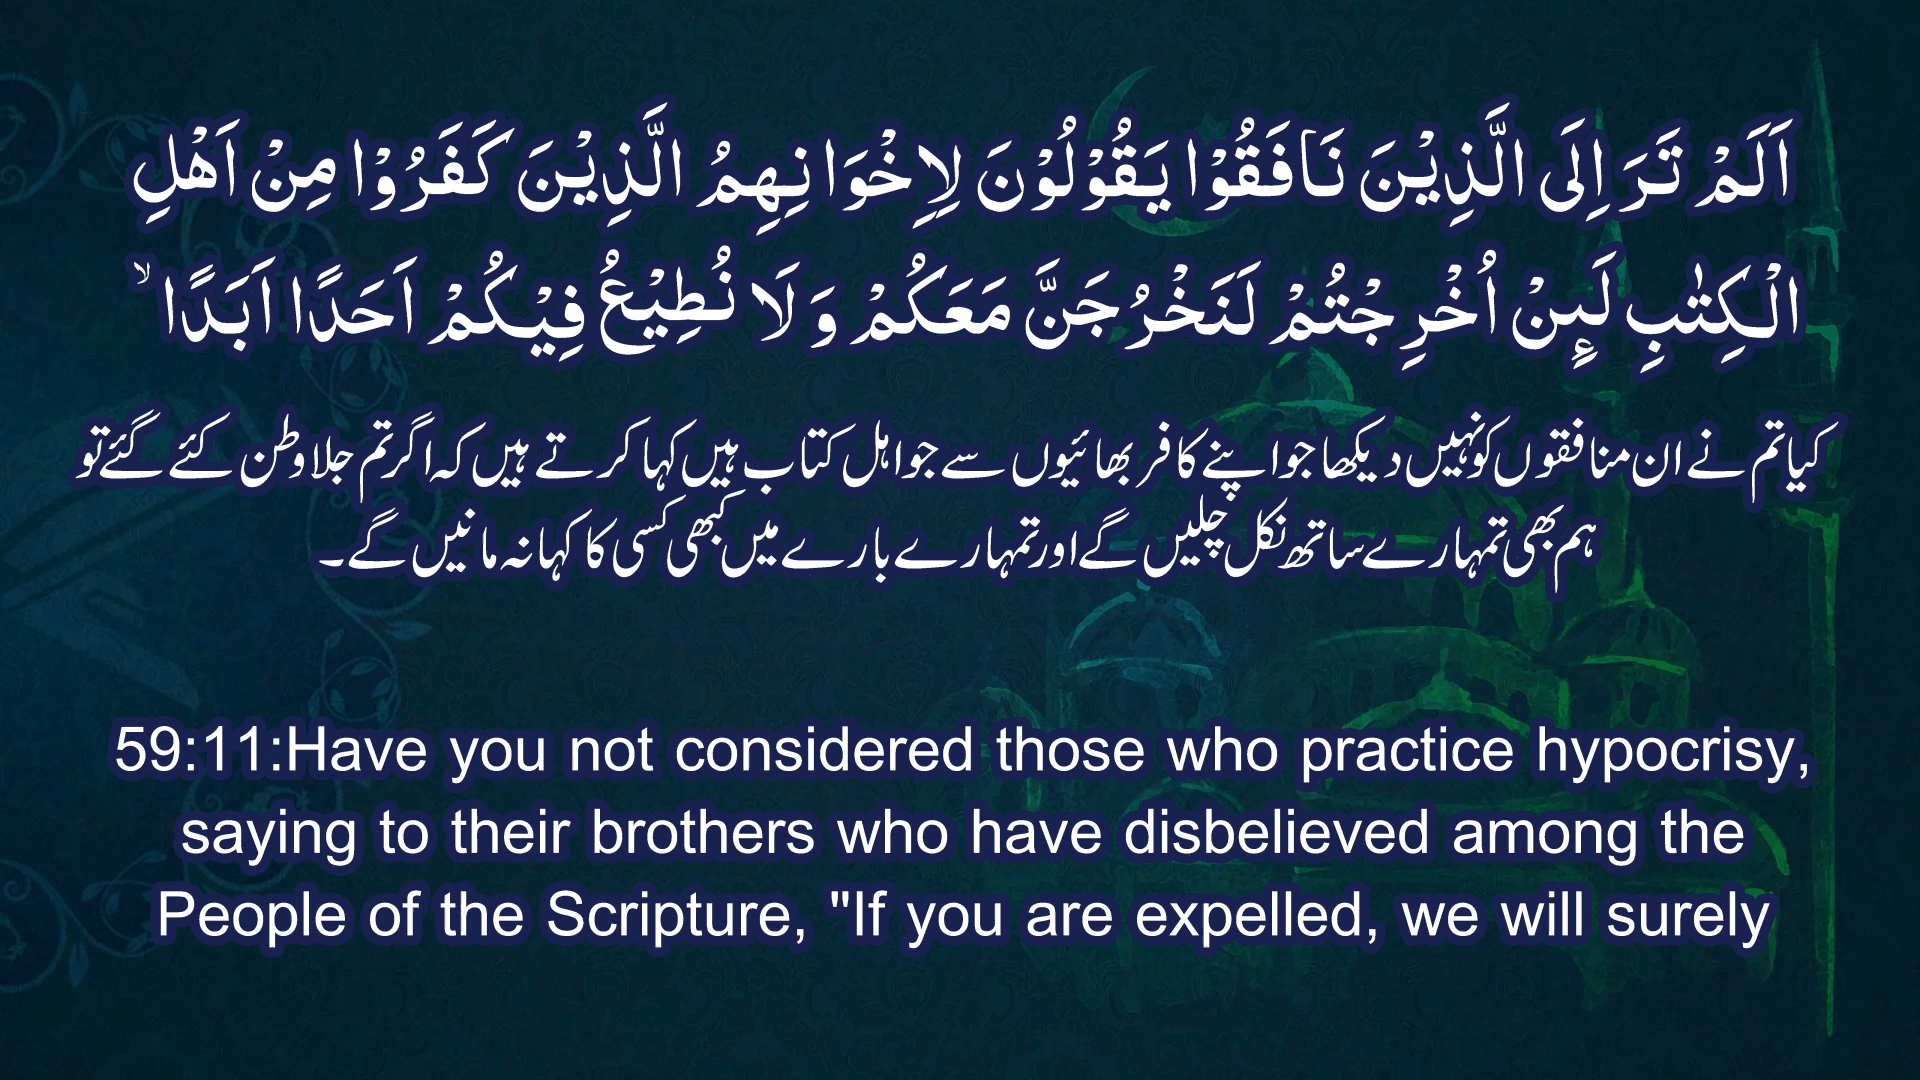 اَلَمْ تَرَ اِلَى الَّذِيْنَ نَافَقُوْا يَقُوْلُوْنَ لِاِخْوَانِهِمُ الَّذِيْنَ كَفَرُوْا مِنْ اَهْلِ
الْكِتٰبِ لَىِٕنْ اُخْرِجْتُمْ لَنَخْرُجَنَّ مَعَكُمْ وَ لَا نُطِيْعُ فِيْكُمْ اَحَدًا اَبَدًا ۙ
کیا تم نے ان منافقوں کو نہیں دیکھا جو اپنے کافر بھائیوں سے جو اہل کتاب ہیں کہا کرتے ہیں کہ اگر تم جلا وطن کئے گئے تو
ہم بھی تمہارے ساتھ نکل چلیں گے اور تمہارے بارے میں کبھی کسی کا کہا نہ مانیں گے۔
59:11:Have you not considered those who practice hypocrisy,
saying to their brothers who have disbelieved among the
People of the Scripture, "If you are expelled, we will surely